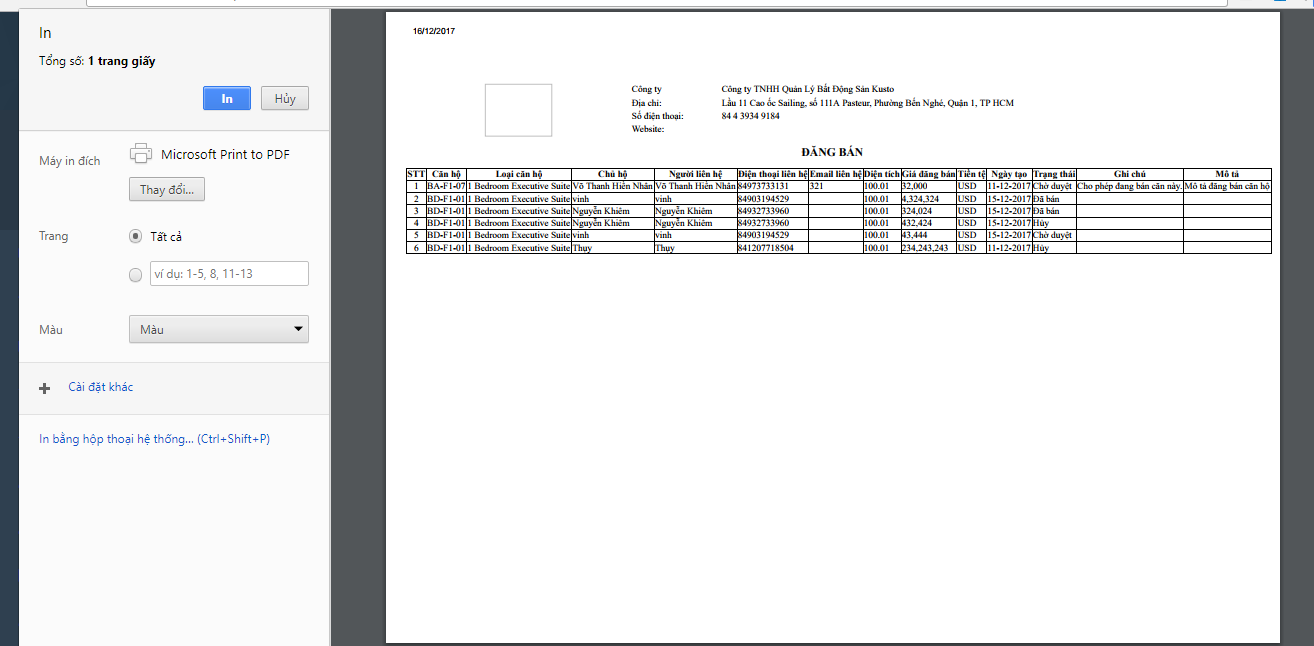 In
Tổng số: 1 trang giấy
In Hủy
Máy in đích Microsoft Print to PDF
Thay đổi...
Trang Tất cả
ví dụ: 1-5, 8, 11-13
Màu Màu
Cài đặt khác
In bằng hộp thoại hệ thống... (Ctrl+Shift+P)
16/12/2017
Công ty Công ty TNHH Quản Lý Bất Động Sản Kusto
Địa chỉ: Lầu 11 Cao ốc Sailing, số 111A Pasteur, Phường Bến Nghé, Quận 1, TP HCM
Số điện thoại: 84 4 3934 9184
Website:
ĐĂNG BÁN
STT Căn hộ Loại căn hộ Chủ hộ Người liên hệ Điện thoại liên hệ Email liên hệ Diện tích Giá đăng bán Tiền tệ Ngày tạo Trạng thái Ghi chú Mô tả
1 BA-F1-07 1 Bedroom Executive Suite Võ Thanh Hiền Nhân Võ Thanh Hiền Nhân 84973733131 321 100.01 32,000 USD 11-12-2017 Chờ duyệt Cho phép đang bán căn này. Mô tả đăng bán căn hộ
2 BD-F1-01 1 Bedroom Executive Suite vinh vinh 84903194529 100.01 4,324,324 USD 15-12-2017 Đã bán
3 BD-F1-01 1 Bedroom Executive Suite Nguyễn Khiêm Nguyễn Khiêm 84932733960 100.01 324,024 USD 15-12-2017 Đã bán
4 BD-F1-01 1 Bedroom Executive Suite Nguyễn Khiêm Nguyễn Khiêm 84932733960 100.01 432,424 USD 15-12-2017 Hủy
5 BD-F1-01 1 Bedroom Executive Suite vinh vinh 84903194529 100.01 43,444 USD 15-12-2017 Chờ duyệt
6 BD-F1-01 1 Bedroom Executive Suite Thụy Thụy 841207718504 100.01 234,243,243 USD 11-12-2017 Hủy